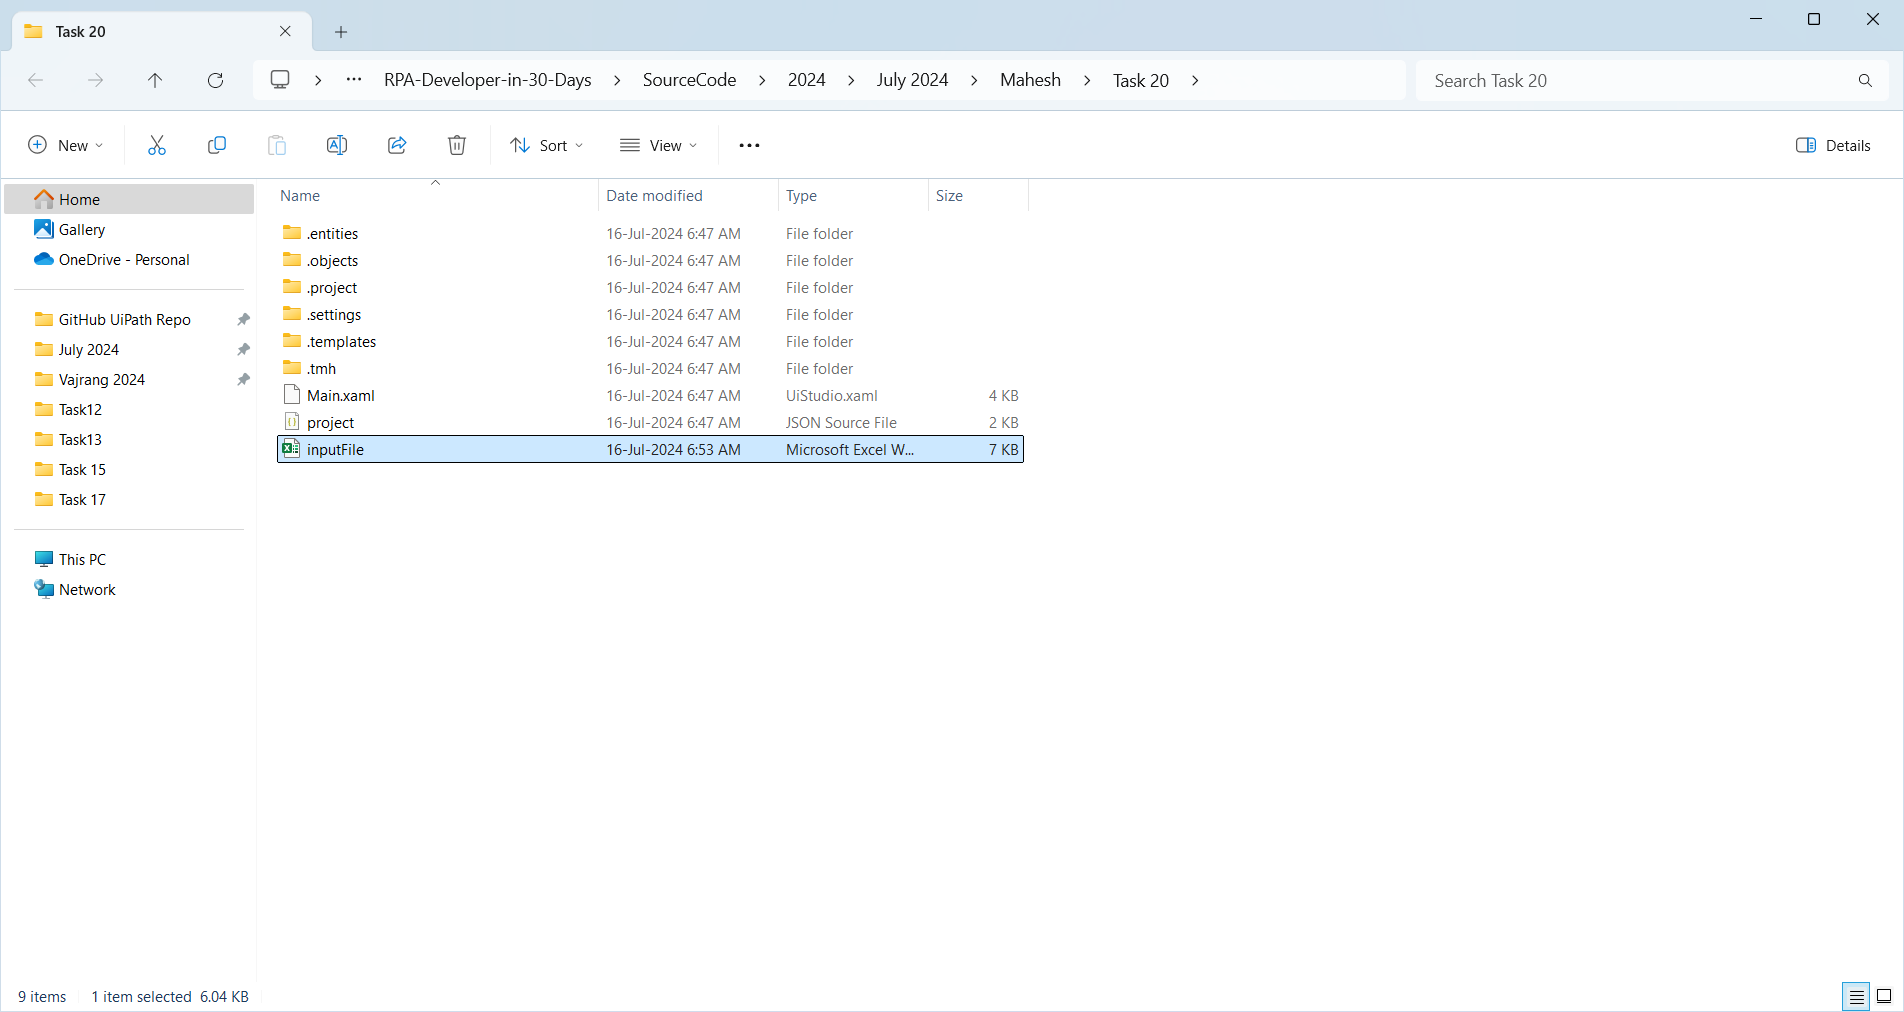 Task 20
RPA-Developer-in-30-Days SourceCode 2024 July 2024 Mahesh Task 20 Search Task 20
New Sort View Details
Home
Gallery
OneDrive - Personal
GitHub UiPath Repo
July 2024
Vajrang 2024
Task12
Task13
Task 15
Task 17
This PC
Network
Name Date modified Type Size
.entities 16-Jul-2024 6:47 AM File folder
.objects 16-Jul-2024 6:47 AM File folder
.project 16-Jul-2024 6:47 AM File folder
.settings 16-Jul-2024 6:47 AM File folder
.templates 16-Jul-2024 6:47 AM File folder
.tmh 16-Jul-2024 6:47 AM File folder
Main.xaml 16-Jul-2024 6:47 AM UiStudio.xaml 4 KB
project 16-Jul-2024 6:47 AM JSON Source File 2 KB
inputFile 16-Jul-2024 6:53 AM Microsoft Excel W... 7 KB
9 items 1 item selected 6.04 KB